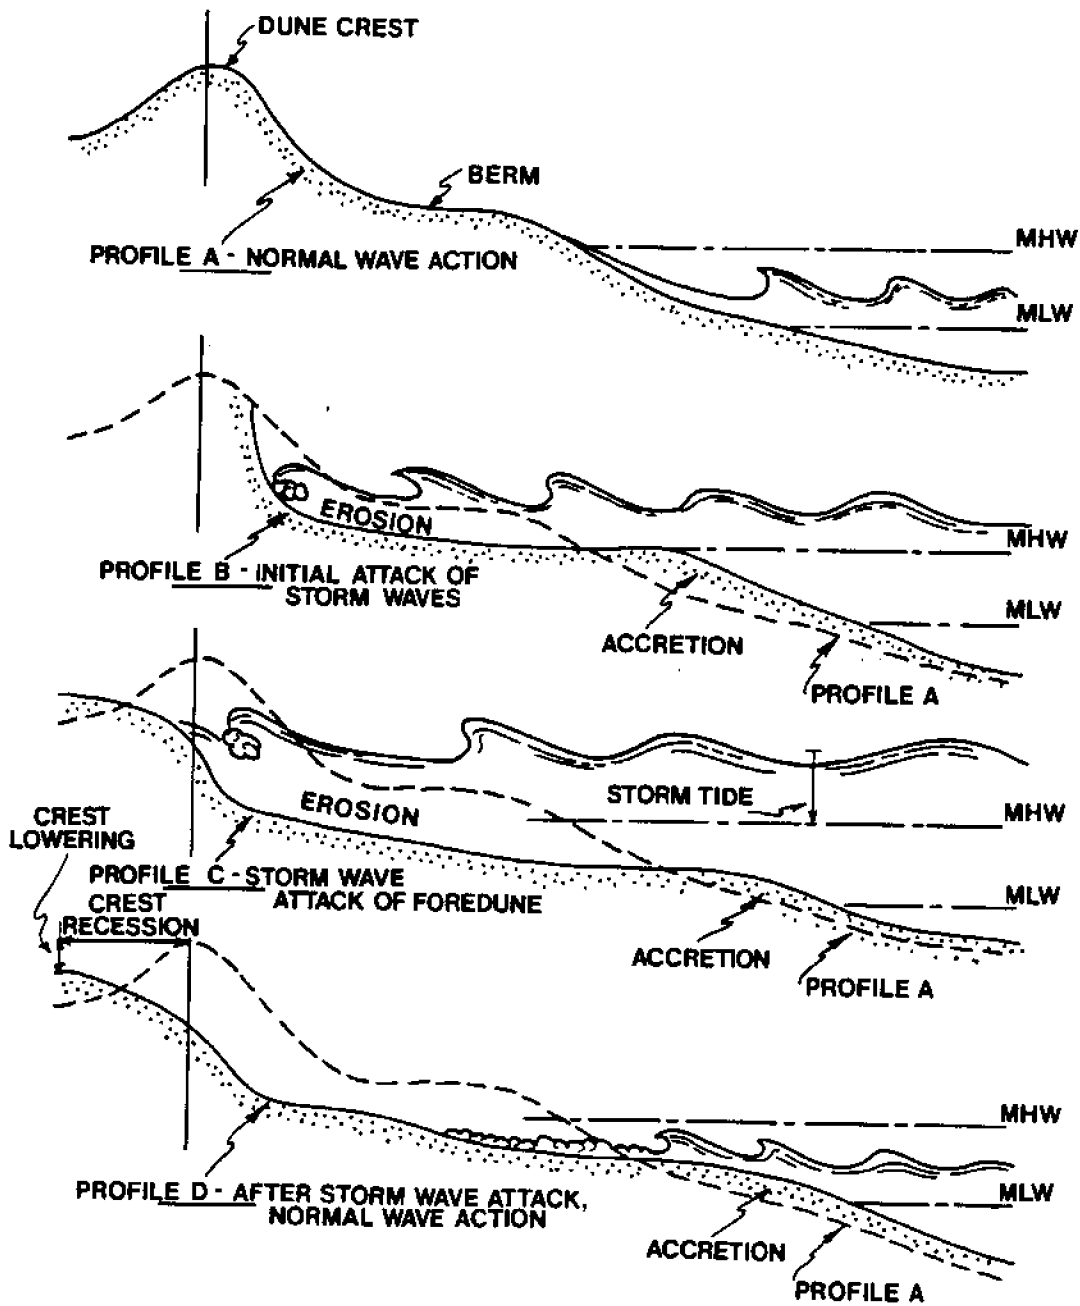 DUNE CREST
BERM
MHW
PROFILE A - NORMAL WAVE ACTION
MLW
EROSION
MHW
PROFILE B - INITIAL ATTACK OF
STORM WAVES
MLW
ACCRETION
PROFILE A
STORM TIDE
EROSION
MHW
CREST
LOWERING
PROFILE C - STORM WAVE
ATTACK OF FOREDUNE
MLW
CREST
RECESSION
ACCRETION
PROFILE A
MHW
PROFILE D - AFTER STORM WAVE ATTACK,
NORMAL WAVE ACTION
MLW
ACCRETION
PROFILE A